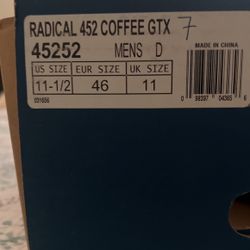 RADICAL 452 COFFEE GTX 7
45252 MENS D
MADE IN CHINA
US SIZE EUR SIZE UK SIZE
11-1/2 46 11
031656